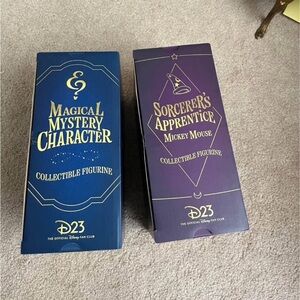 &
MAGICAL
MYSTERY
CHARACTER
COLLECTIBLE FIGURINE
D23
THE OFFICIAL Disney FAN CLUB
SORCERER'S
APPRENTICE
MICKEY MOUSE
COLLECTIBLE FIGURINE
D23
THE OFFICIAL Disney FAN CLUB